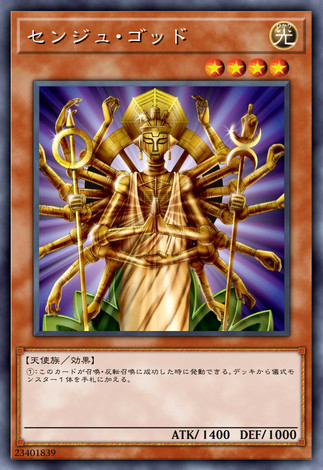 センジュ・ゴッド
光
【天使族／効果】
①：このカードが召喚・反転召喚に成功した時に発動できる。デッキから儀式モ
ンスター１体を手札に加える。
ATK/1400 DEF/1000
23401839